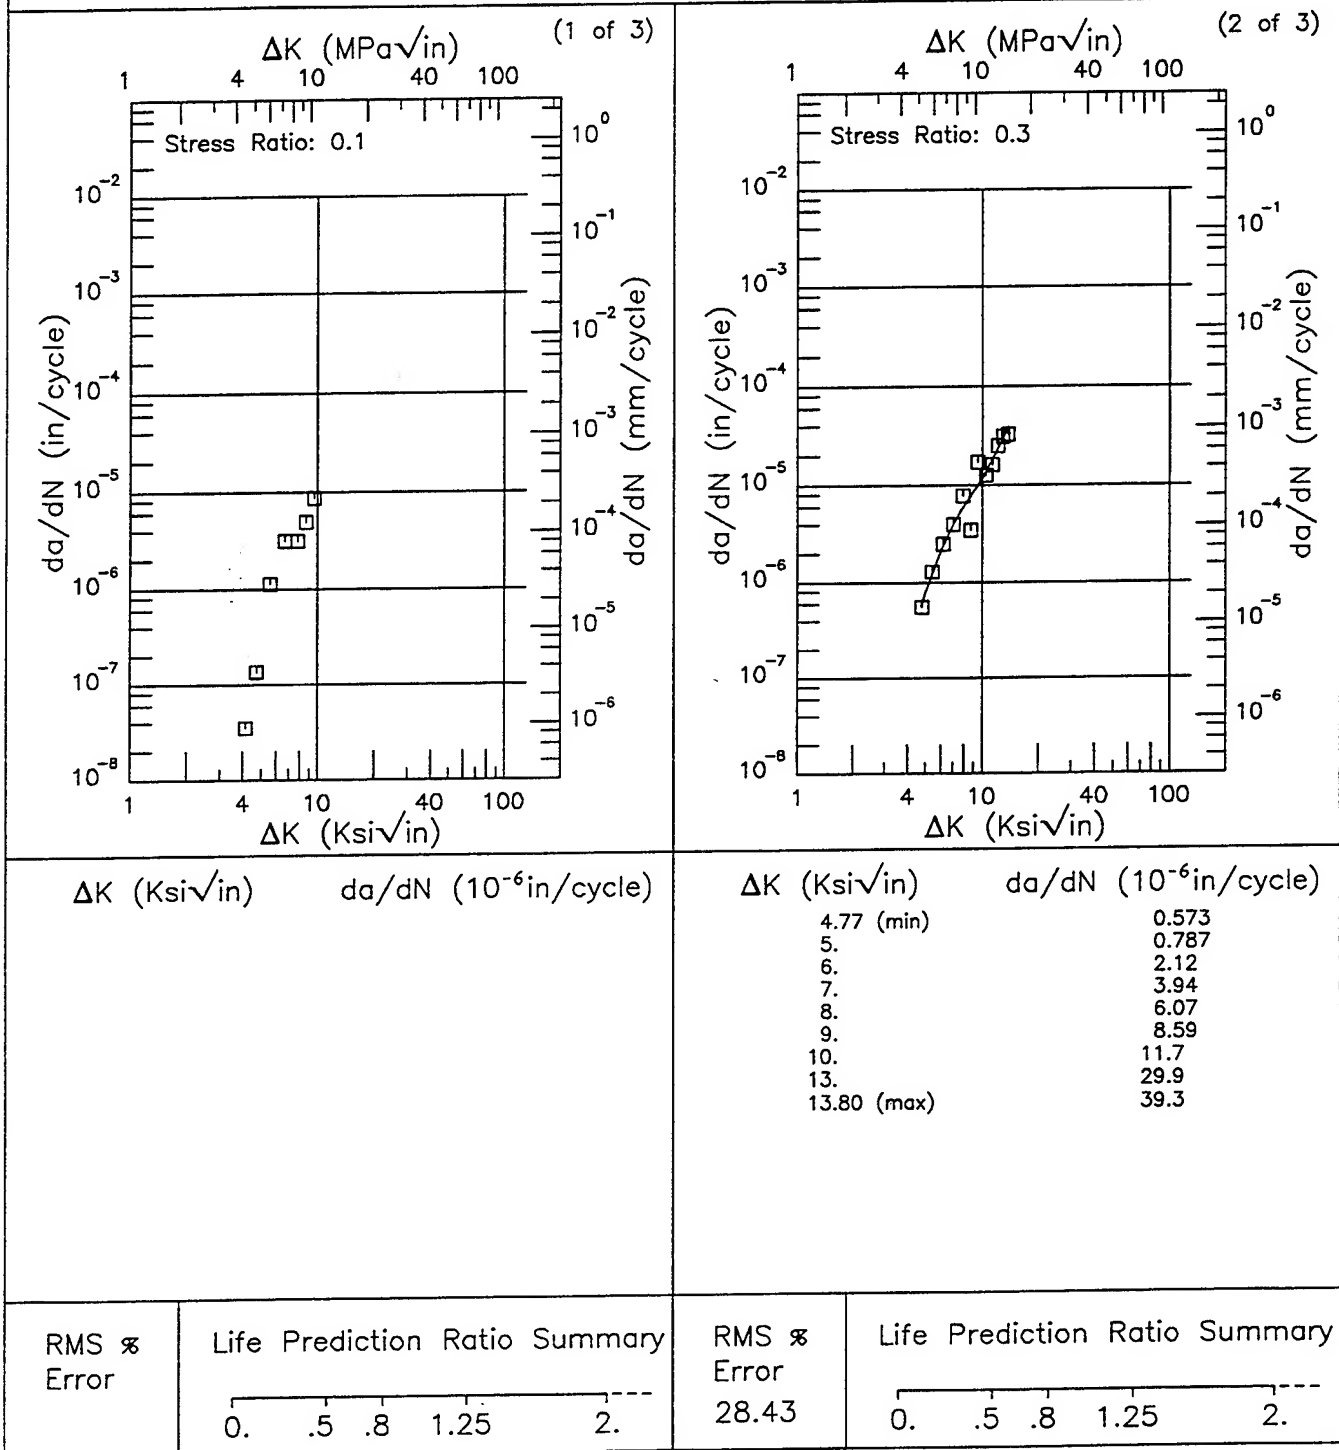 (1 of 3)
ΔK (MPa√in)
1 4 10 40 100
Stress Ratio: 0.1
da/dN (in/cycle)
10⁻²
10⁻³
10⁻⁴
10⁻⁵
10⁻⁶
10⁻⁷
10⁻⁸
10⁰
10⁻¹
10⁻²
10⁻³
10⁻⁴
10⁻⁵
10⁻⁶
da/dN (mm/cycle)
1 4 10 40 100
ΔK (Ksi√in)
(2 of 3)
ΔK (MPa√in)
1 4 10 40 100
Stress Ratio: 0.3
da/dN (in/cycle)
10⁻²
10⁻³
10⁻⁴
10⁻⁵
10⁻⁶
10⁻⁷
10⁻⁸
10⁰
10⁻¹
10⁻²
10⁻³
10⁻⁴
10⁻⁵
10⁻⁶
da/dN (mm/cycle)
1 4 10 40 100
ΔK (Ksi√in)
ΔK (Ksi√in) da/dN (10⁻⁶in/cycle)
ΔK (Ksi√in) da/dN (10⁻⁶in/cycle)
4.77 (min) 0.573
5. 0.787
6. 2.12
7. 3.94
8. 6.07
9. 8.59
10. 11.7
13. 29.9
13.80 (max) 39.3
RMS %
Error
Life Prediction Ratio Summary
0. .5 .8 1.25 2.
RMS %
Error
28.43
Life Prediction Ratio Summary
0. .5 .8 1.25 2.